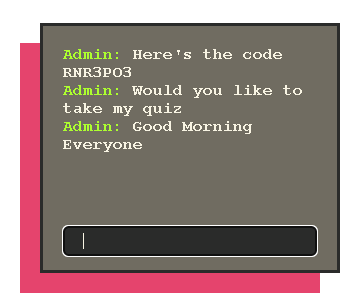 Admin: Here's the code
RNR3PO3
Admin: Would you like to
take my quiz
Admin: Good Morning
Everyone